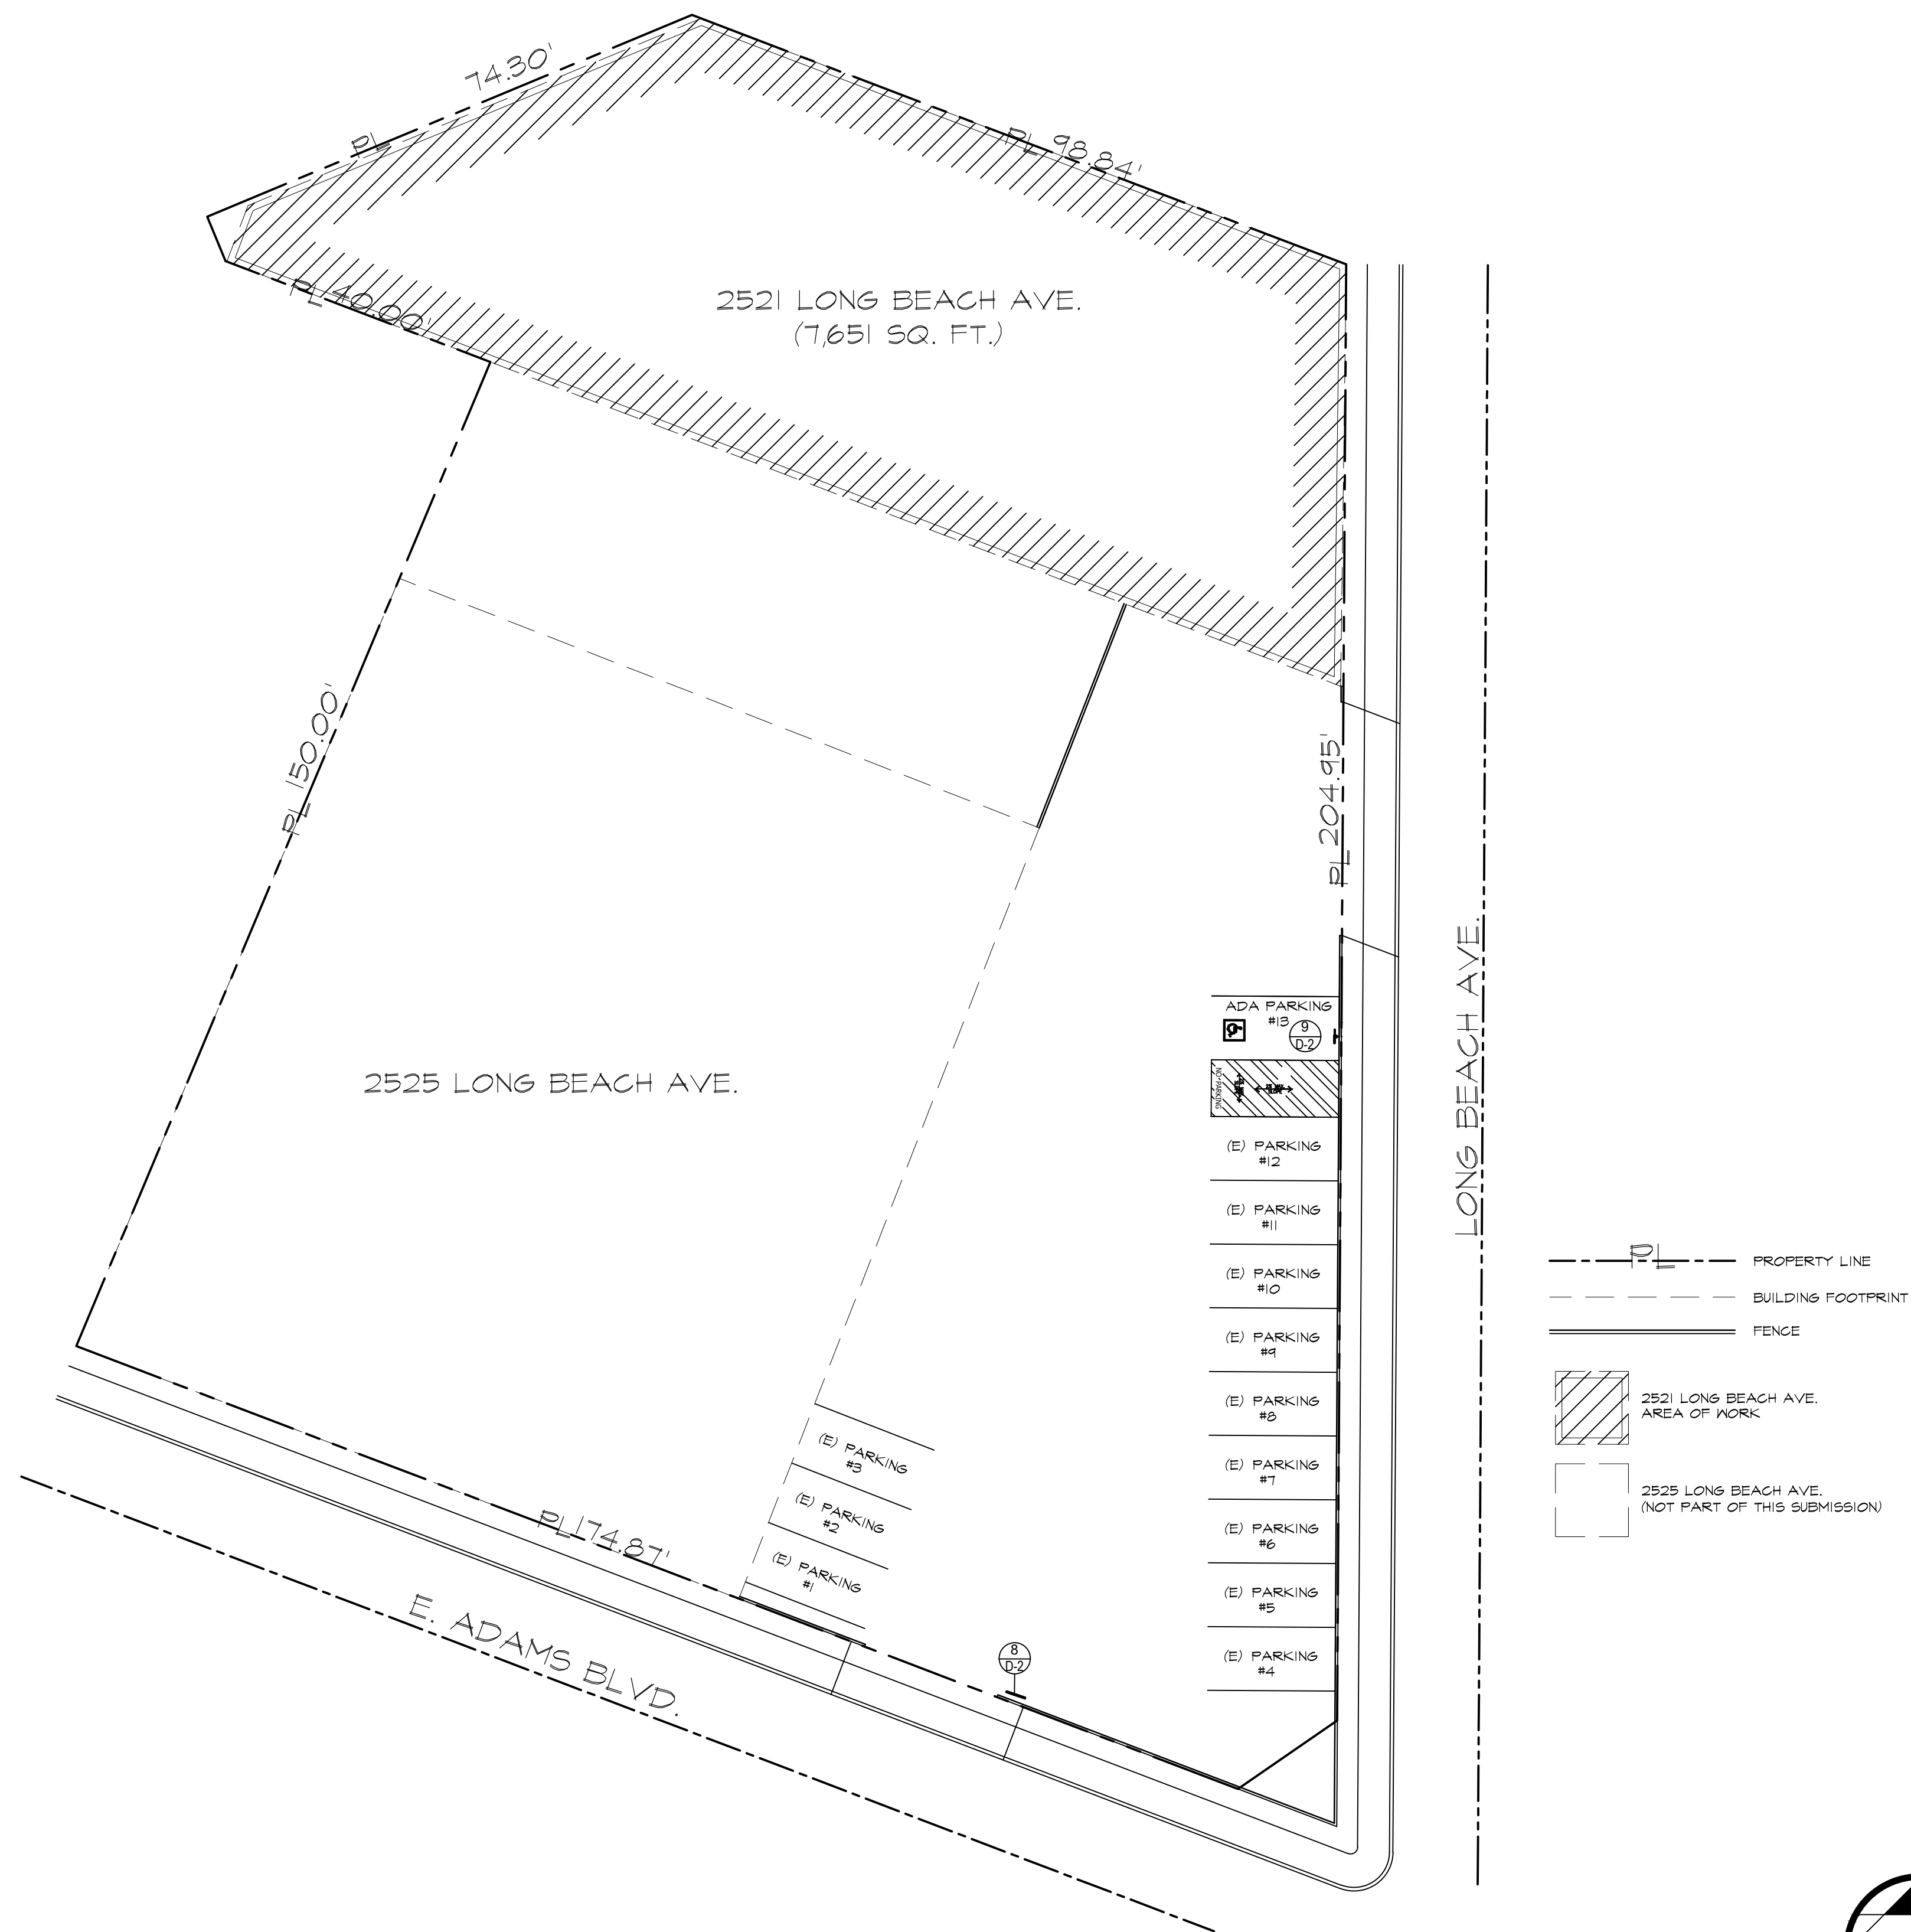 74.30'
PL
PL 98.84'
PL 40.00'
2521 LONG BEACH AVE.
(7,651 SQ. FT.)
PL 150.00'
PL 204.95'
LONG BEACH AVE.
2525 LONG BEACH AVE.
ADA PARKING
#13
9
D-2
NO PARKING
(E) PARKING
#12
(E) PARKING
#11
(E) PARKING
#10
(E) PARKING
#9
(E) PARKING
#8
(E) PARKING
#7
(E) PARKING
#6
(E) PARKING
#5
(E) PARKING
#4
(E) PARKING
#3
(E) PARKING
#2
(E) PARKING
#1
PL 174.87'
E. ADAMS BLVD.
8
D-2
PL
PROPERTY LINE
BUILDING FOOTPRINT
FENCE
2521 LONG BEACH AVE.
AREA OF WORK
2525 LONG BEACH AVE.
(NOT PART OF THIS SUBMISSION)